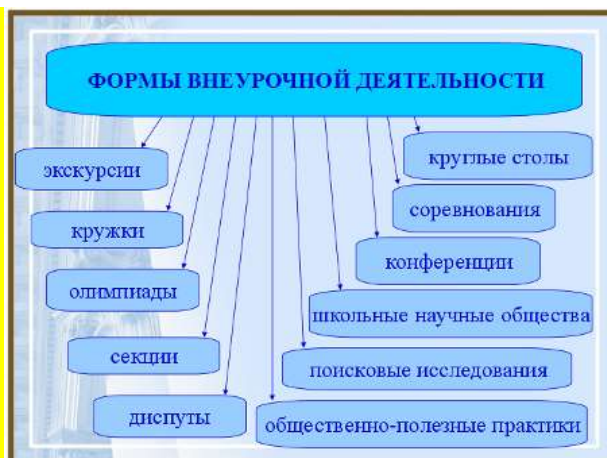 ФОРМЫ ВНЕУРОЧНОЙ ДЕЯТЕЛЬНОСТИ
экскурсии
кружки
олимпиады
секции
диспуты
круглые столы
соревнования
конференции
школьные научные общества
поисковые исследования
общественно-полезные практики